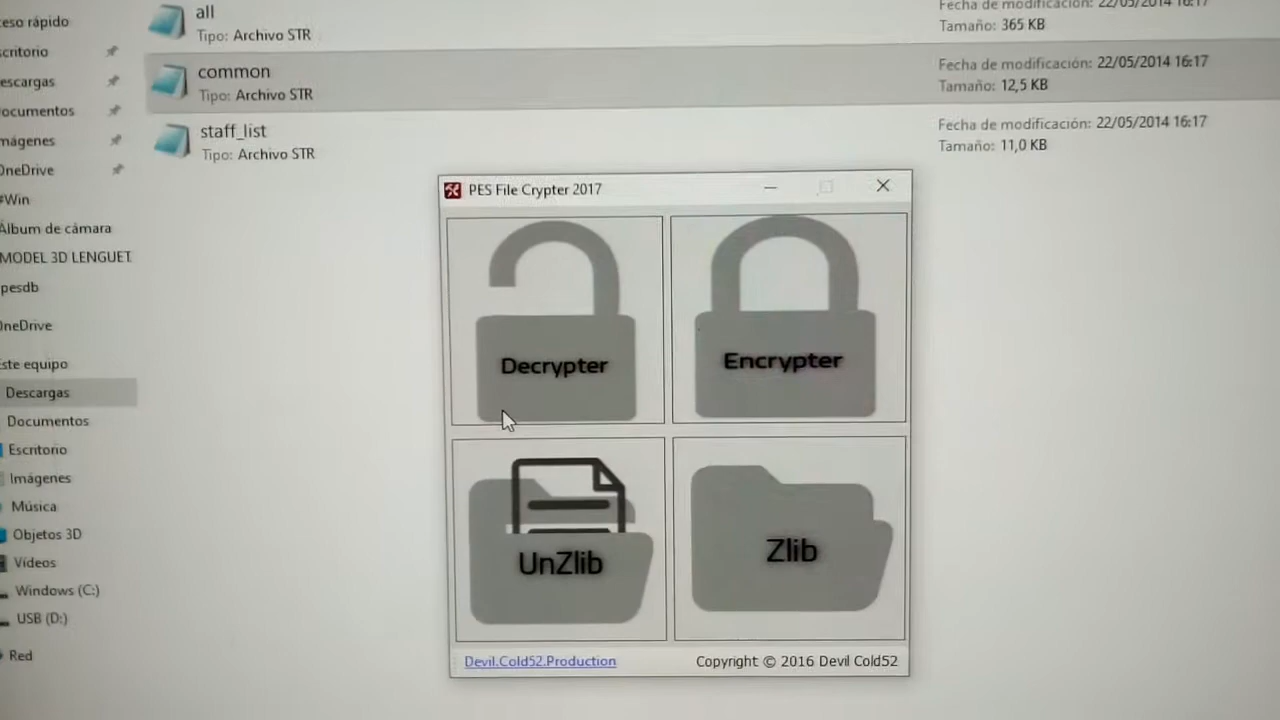 eso rápido
scritorio
escargas
ocumentos
mágenes
OneDrive
#Win
Álbum de cámara
MODEL 3D LENGUET
pesdb
OneDrive
ste equipo
Descargas
Documentos
Escritorio
Imágenes
Música
Objetos 3D
Vídeos
Windows (C:)
USB (D:)
Red
all
Tipo: Archivo STR
Fecha de modificación: 22/05/2014 16:17
Tamaño: 365 KB
common
Tipo: Archivo STR
Fecha de modificación: 22/05/2014 16:17
Tamaño: 12,5 KB
staff_list
Tipo: Archivo STR
Fecha de modificación: 22/05/2014 16:17
Tamaño: 11,0 KB
PES File Crypter 2017
Decrypter
Encrypter
UnZlib
Zlib
Devil.Cold52.Production
Copyright © 2016 Devil Cold52